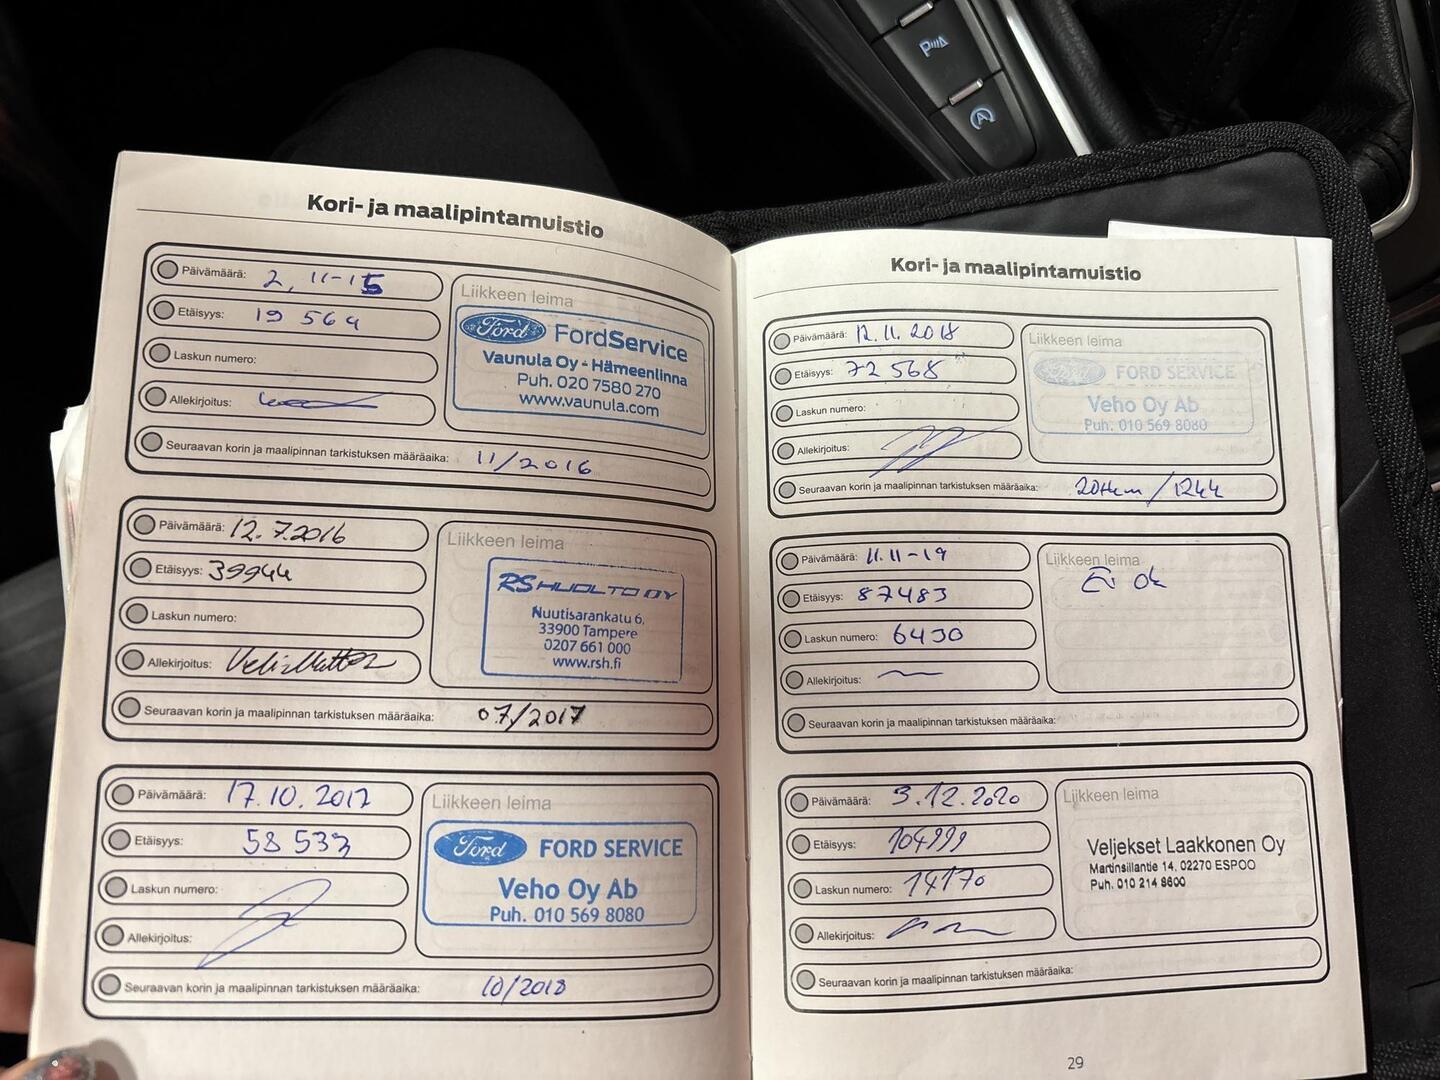 Kori- ja maalipintamuistio
Päivämäärä: 2, 11-15
Etäisyys: 19 564
Laskun numero:
Allekirjoitus:
Liikkeen leima
Ford FordService
Vaunula Oy - Hämeenlinna
Puh. 020 7580 270
www.vaunula.com
Seuraavan korin ja maalipinnan tarkistuksen määräaika: 11/2016
Päivämäärä: 12.7.2016
Etäisyys: 39944
Laskun numero:
Allekirjoitus:
Liikkeen leima
RS HUOLTO OY
Nuutisarankatu 6,
33900 Tampere
0207 661 000
www.rsh.fi
Seuraavan korin ja maalipinnan tarkistuksen määräaika: 07/2017
Päivämäärä: 17.10.2017
Etäisyys: 58 533
Laskun numero:
Allekirjoitus:
Liikkeen leima
Ford FORD SERVICE
Veho Oy Ab
Puh. 010 569 8080
Seuraavan korin ja maalipinnan tarkistuksen määräaika: 10/2018
Kori- ja maalipintamuistio
Päivämäärä: 12.11.2018
Etäisyys: 72 568
Laskun numero:
Allekirjoitus:
Liikkeen leima
Ford FORD SERVICE
Veho Oy Ab
Puh. 010 569 8080
Seuraavan korin ja maalipinnan tarkistuksen määräaika: 20tkm / 12kk
Päivämäärä: 11.11-19
Etäisyys: 87483
Laskun numero: 6430
Allekirjoitus:
Liikkeen leima
Ei ok
Seuraavan korin ja maalipinnan tarkistuksen määräaika:
Päivämäärä: 3.12.2020
Etäisyys: 104999
Laskun numero: 14170
Allekirjoitus:
Liikkeen leima
Veljekset Laakkonen Oy
Martinsillantie 14, 02270 ESPOO
Puh. 010 214 8600
Seuraavan korin ja maalipinnan tarkistuksen määräaika:
29